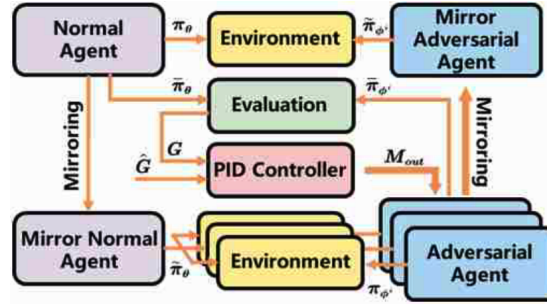 Normal
Agent
π_θ
Environment
π̃_φ'
Mirror
Adversarial
Agent
π̄_θ
Evaluation
π̄_φ'
Mirroring
G
Ĝ
PID Controller
M_out
Mirroring
Mirror Normal
Agent
π̃_θ
Environment
π_φ'
Adversarial
Agent